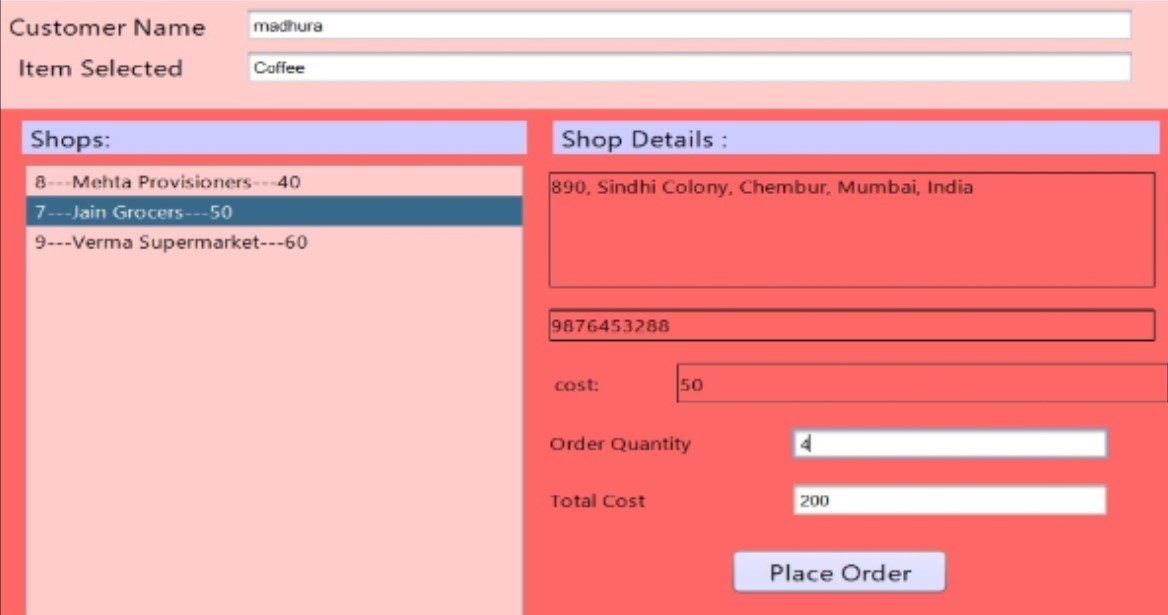 Customer Name madhura
Item Selected Coffee
Shops:
8---Mehta Provisioners---40
7---Jain Grocers---50
9---Verma Supermarket---60
Shop Details :
890, Sindhi Colony, Chembur, Mumbai, India
9876453288
cost: 50
Order Quantity 4
Total Cost 200
Place Order